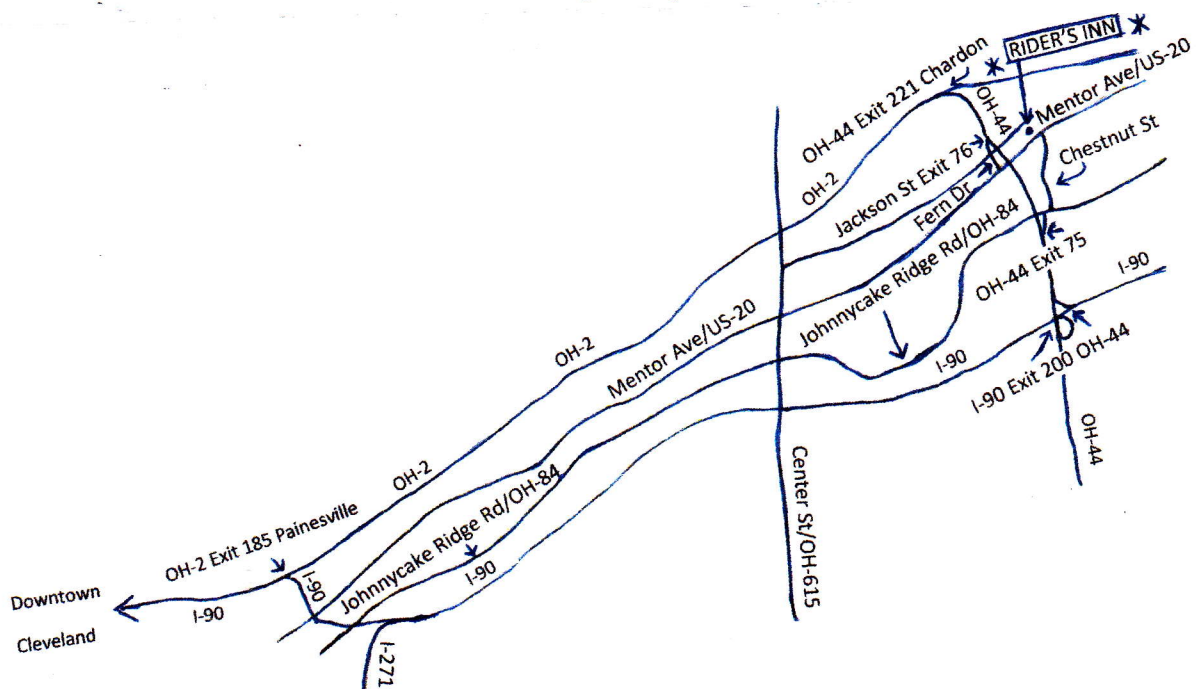 RIDER'S INN
OH-44 Exit 221 Chardon
OH-44
Mentor Ave/US-20
Chestnut St
OH-2
Jackson St Exit 76
Fern Dr
Johnnycake Ridge Rd/OH-84
OH-44 Exit 75
I-90
OH-2
Mentor Ave/US-20
I-90
I-90 Exit 200 OH-44
OH-44
OH-2
Center St/OH-615
Johnnycake Ridge Rd/OH-84
OH-2 Exit 185 Painesville
I-90
I-90
I-90
I-271
Downtown
Cleveland